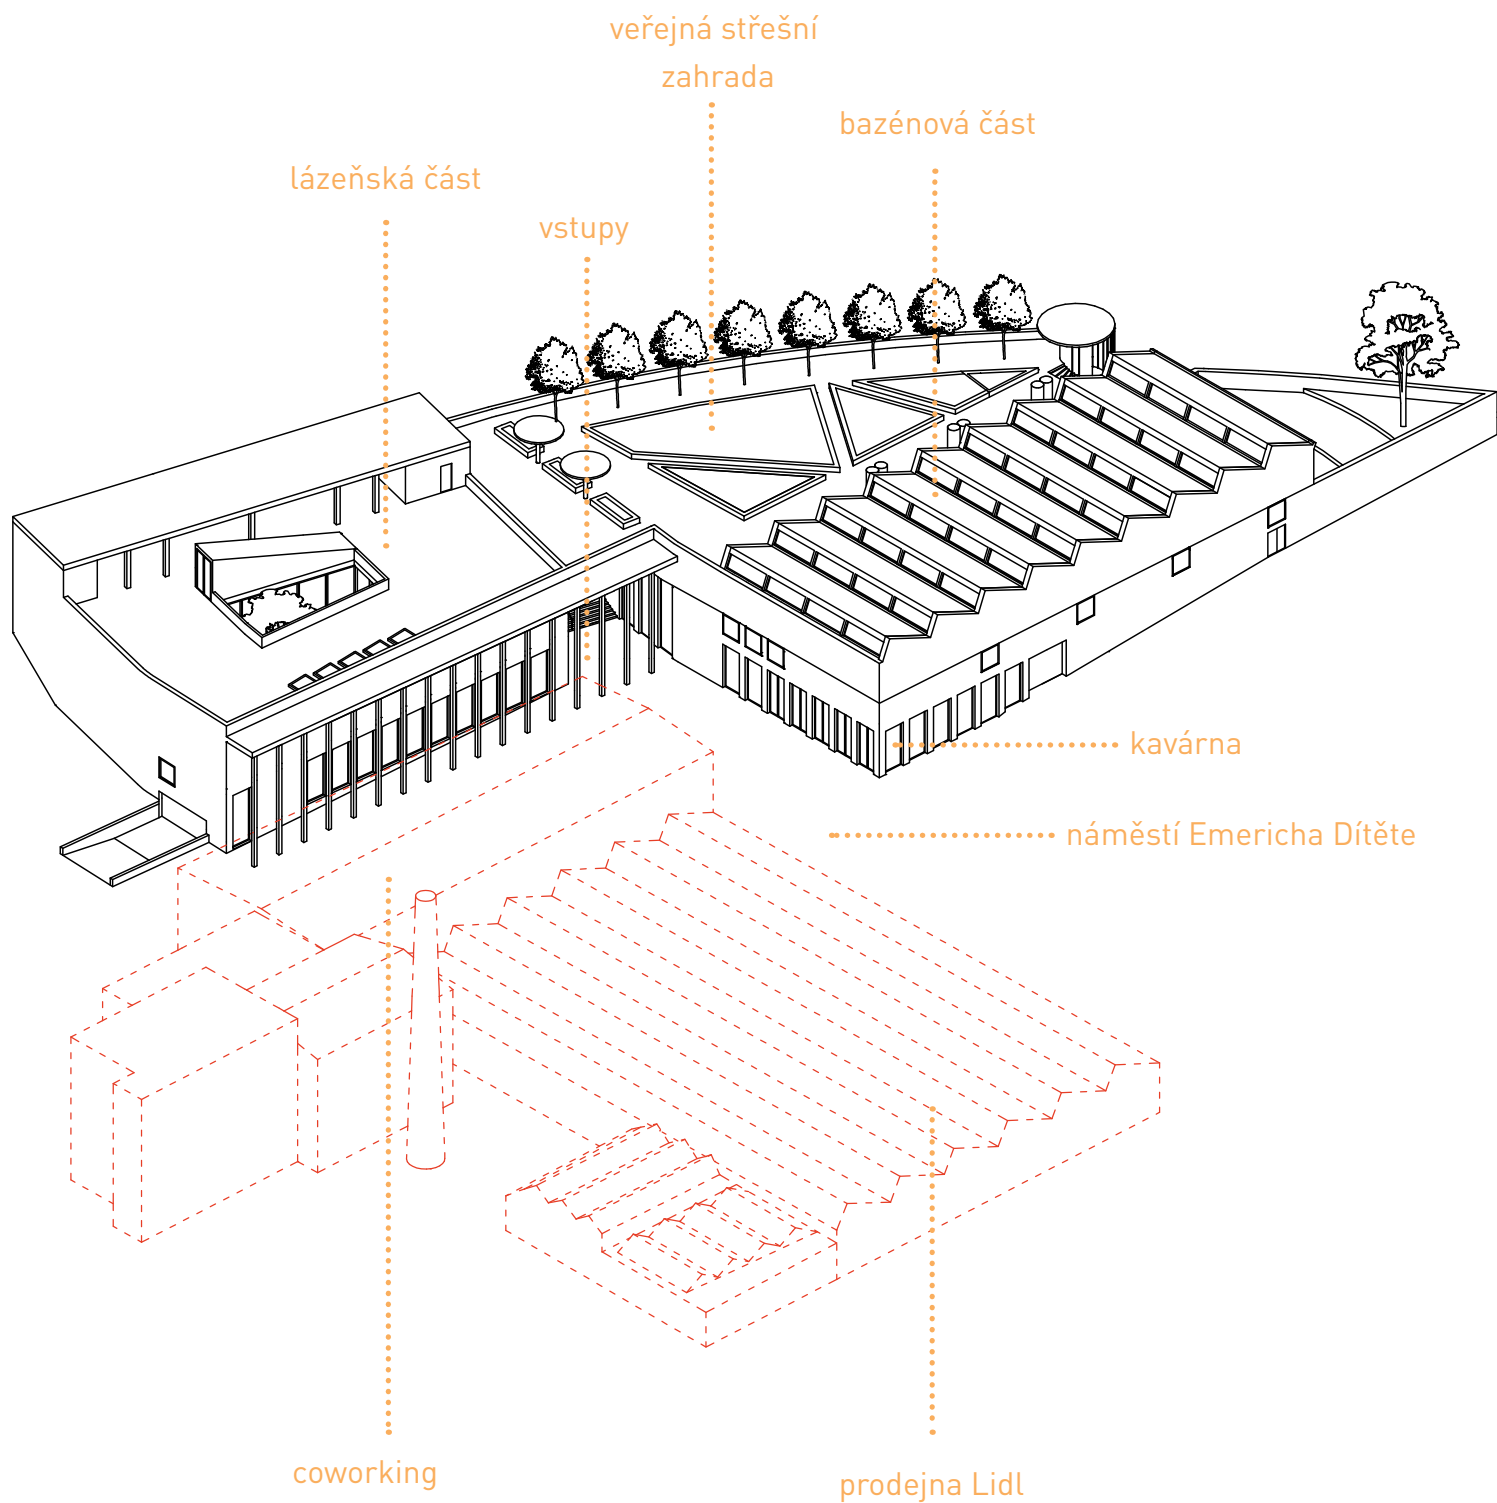 veřejná střešní
zahrada
bazénová část
lázeňská část
vstupy
kavárna
náměstí Emericha Dítěte
coworking
prodejna Lidl